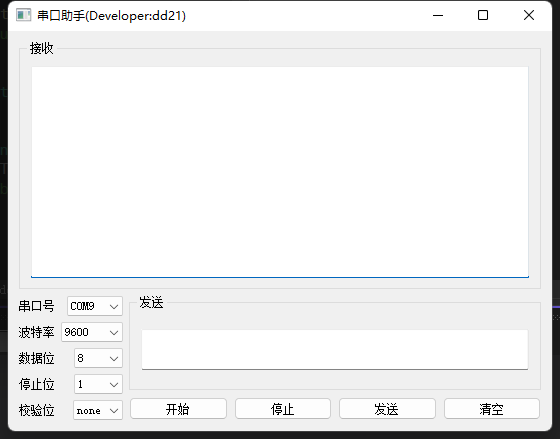 串口助手(Developer:dd21)
接收
串口号 COM9
波特率 9600
数据位 8
停止位 1
校验位 none
发送
开始 停止 发送 清空